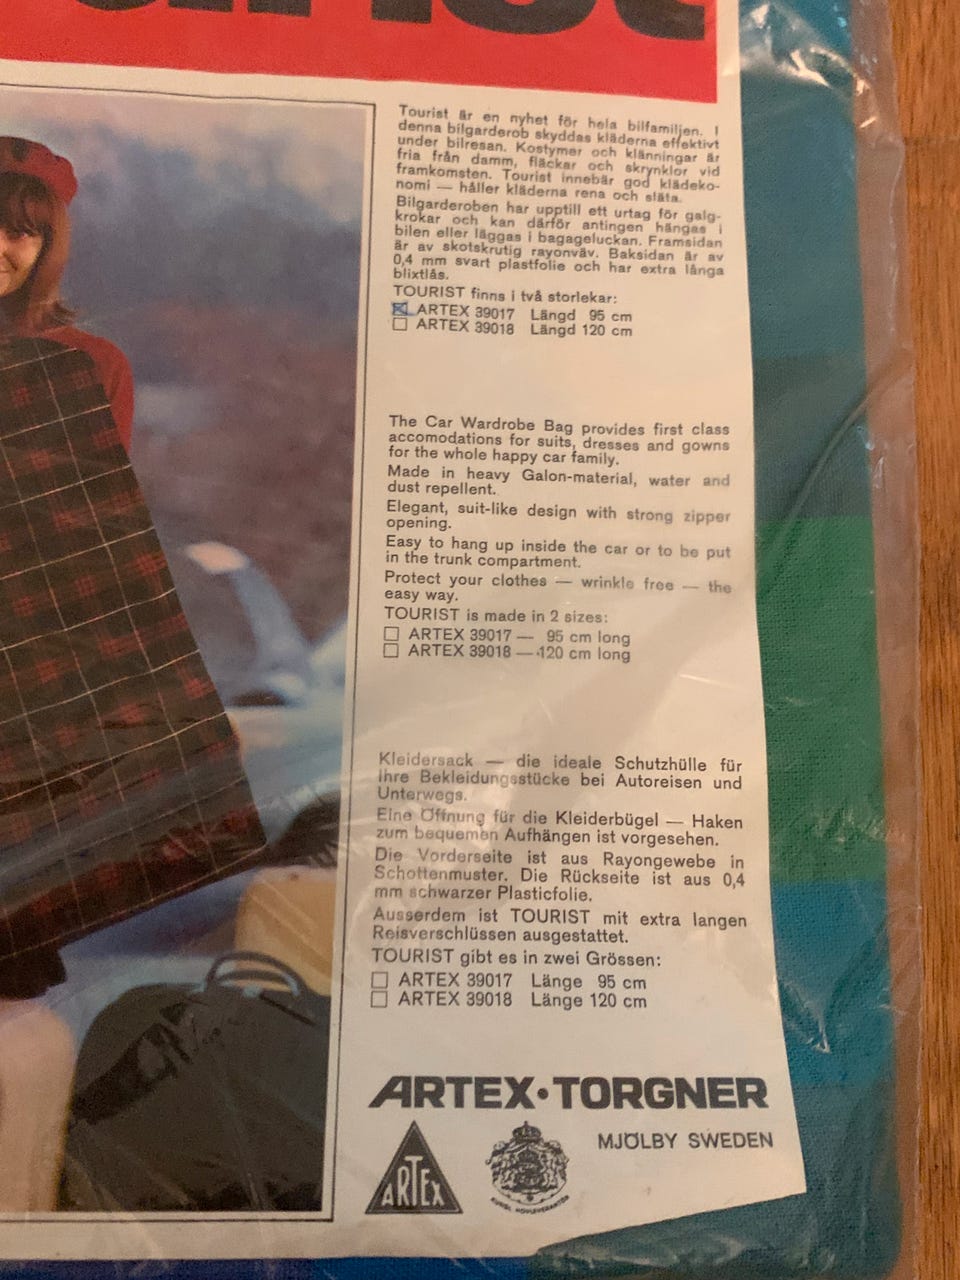 Tourist är en nyhet för hela bilfamiljen. I
denna bilgarderob skyddas kläderna effektivt
under bilresan. Kostymer och klänningar är
fria från damm, fläckar och skrynklor vid
framkomsten. Tourist innebär god klädeko-
nomi — håller kläderna rena och släta.
Bilgarderoben har upptill ett urtag för galg-
krokar och kan därför antingen hängas i
bilen eller läggas i bagageluckan. Framsidan
är av skotskrutig rayonväv. Baksidan är av
0,4 mm svart plastfolie och har extra långa
blixtlås.
TOURIST finns i två storlekar:
☒ ARTEX 39017 Längd 95 cm
☐ ARTEX 39018 Längd 120 cm
The Car Wardrobe Bag provides first class
accomodations for suits, dresses and gowns
for the whole happy car family.
Made in heavy Galon-material, water and
dust repellent.
Elegant, suit-like design with strong zipper
opening.
Easy to hang up inside the car or to be put
in the trunk compartment.
Protect your clothes — wrinkle free — the
easy way.
TOURIST is made in 2 sizes:
☐ ARTEX 39017 — 95 cm long
☐ ARTEX 39018 — 120 cm long
Kleidersack — die ideale Schutzhülle für
ihre Bekleidungsstücke bei Autoreisen und
Unterwegs.
Eine Öffnung für die Kleiderbügel — Haken
zum bequemen Aufhängen ist vorgesehen.
Die Vorderseite ist aus Rayongewebe in
Schottenmuster. Die Rückseite ist aus 0,4
mm schwarzer Plasticfolie.
Ausserdem ist TOURIST mit extra langen
Reisverschlüssen ausgestattet.
TOURIST gibt es in zwei Grössen:
☐ ARTEX 39017 Länge 95 cm
☐ ARTEX 39018 Länge 120 cm
ARTEX·TORGNER
MJÖLBY SWEDEN
ARTEX
KUNGL. HOVLEVERANTÖR